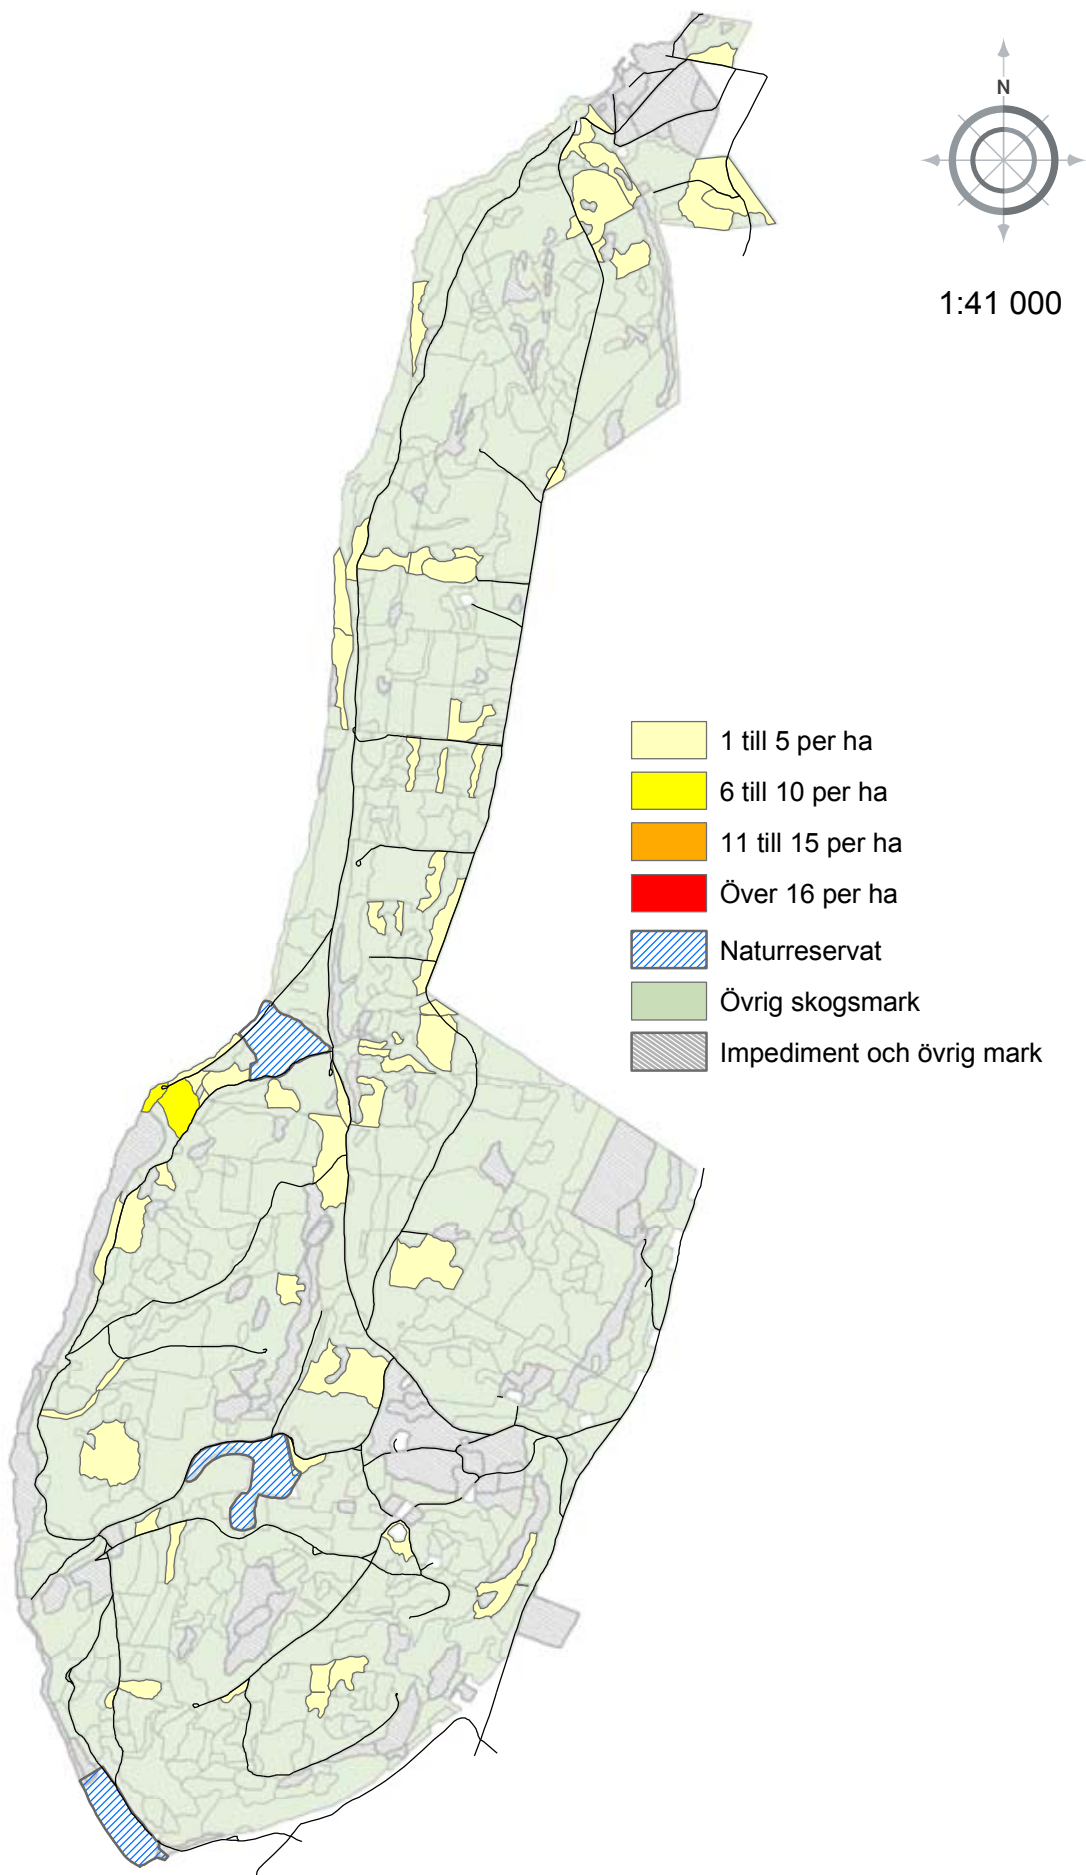 N
1:41 000
1 till 5 per ha
6 till 10 per ha
11 till 15 per ha
Över 16 per ha
Naturreservat
Övrig skogsmark
Impediment och övrig mark